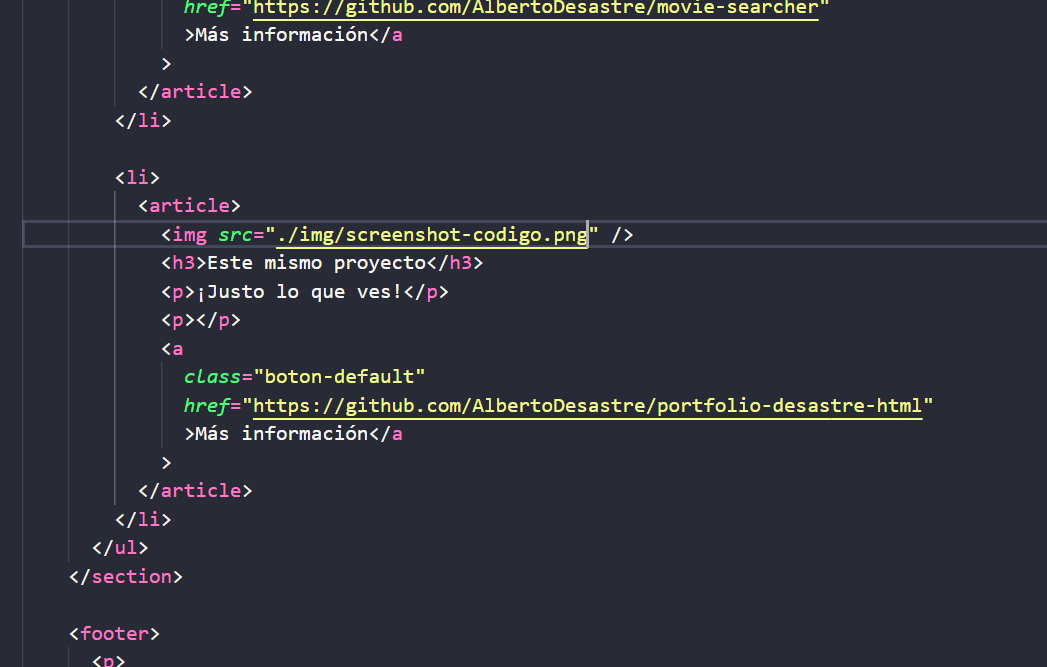 href="https://github.com/AlbertoDesastre/movie-searcher"
>Más información</a
>
</article>
</li>
<li>
<article>
<img src="./img/screenshot-codigo.png" />
<h3>Este mismo proyecto</h3>
<p>¡Justo lo que ves!</p>
<p></p>
<a
class="boton-default"
href="https://github.com/AlbertoDesastre/portfolio-desastre-html"
>Más información</a
>
</article>
</li>
</ul>
</section>
<footer>
<p>